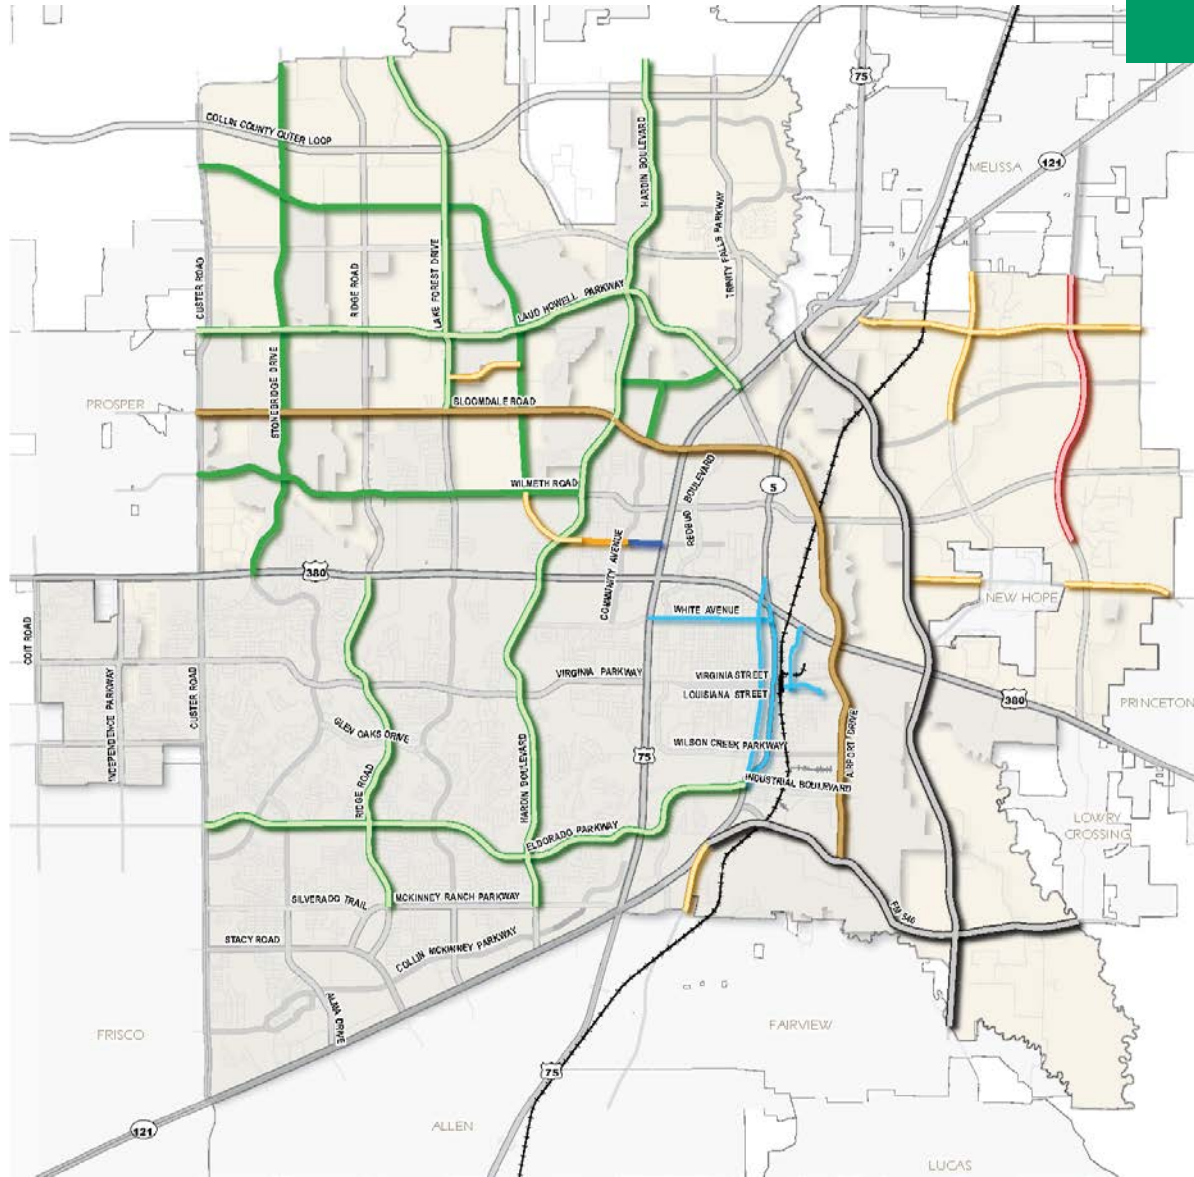 75
COLLIN COUNTY OUTER LOOP
HARDIN BOULEVARD
121
MELISSA
TRINITY FALLS PARKWAY
CUSTER ROAD
RIDGE ROAD
LAKE FOREST DRIVE
LAUD HOWELL PARKWAY
STONEBRIDGE DRIVE
PROSPER
BLOOMDALE ROAD
WILMETH ROAD
REDBUD BOULEVARD
5
COMMUNITY AVENUE
380
NEW HOPE
WHITE AVENUE
COIT ROAD
INDEPENDENCE PARKWAY
CUSTER ROAD
VIRGINIA PARKWAY
VIRGINIA STREET
LOUISIANA STREET
380
PRINCETON
GLEN OAKS DRIVE
HARDIN BOULEVARD
75
WILSON CREEK PARKWAY
AIRPORT DRIVE
INDUSTRIAL BOULEVARD
RIDGE ROAD
ELDORADO PARKWAY
LOWRY
CROSSING
SILVERADO TRAIL
MCKINNEY RANCH PARKWAY
FM 546
STACY ROAD
COLLIN MCKINNEY PARKWAY
ALMA DRIVE
FRISCO
FAIRVIEW
75
121
ALLEN
LUCAS